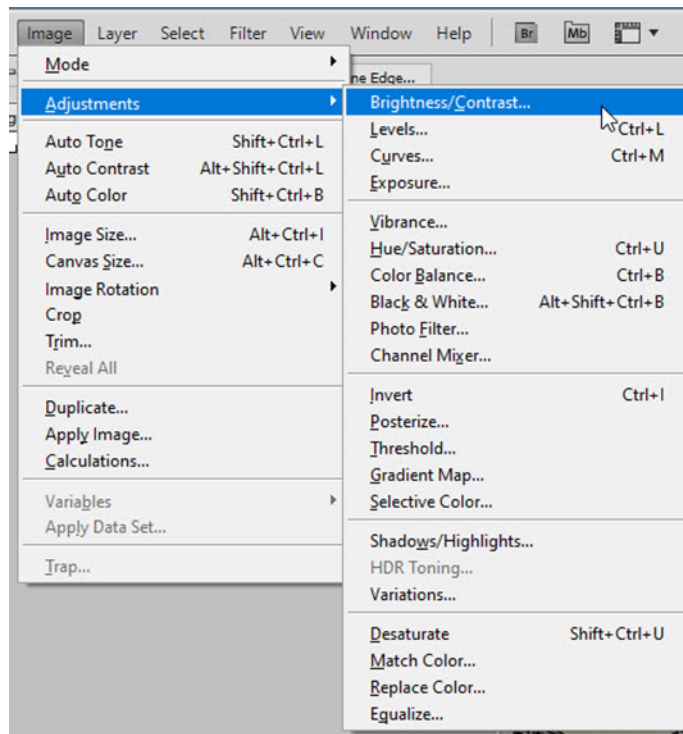 Image Layer Select Filter View Window Help Br Mb
Mode
ne Edge...
Adjustments
Auto Tone Shift+Ctrl+L
Auto Contrast Alt+Shift+Ctrl+L
Auto Color Shift+Ctrl+B
Image Size... Alt+Ctrl+I
Canvas Size... Alt+Ctrl+C
Image Rotation
Crop
Trim...
Reveal All
Duplicate...
Apply Image...
Calculations...
Variables
Apply Data Set...
Trap...
Brightness/Contrast...
Levels... Ctrl+L
Curves... Ctrl+M
Exposure...
Vibrance...
Hue/Saturation... Ctrl+U
Color Balance... Ctrl+B
Black & White... Alt+Shift+Ctrl+B
Photo Filter...
Channel Mixer...
Invert Ctrl+I
Posterize...
Threshold...
Gradient Map...
Selective Color...
Shadows/Highlights...
HDR Toning...
Variations...
Desaturate Shift+Ctrl+U
Match Color...
Replace Color...
Equalize...